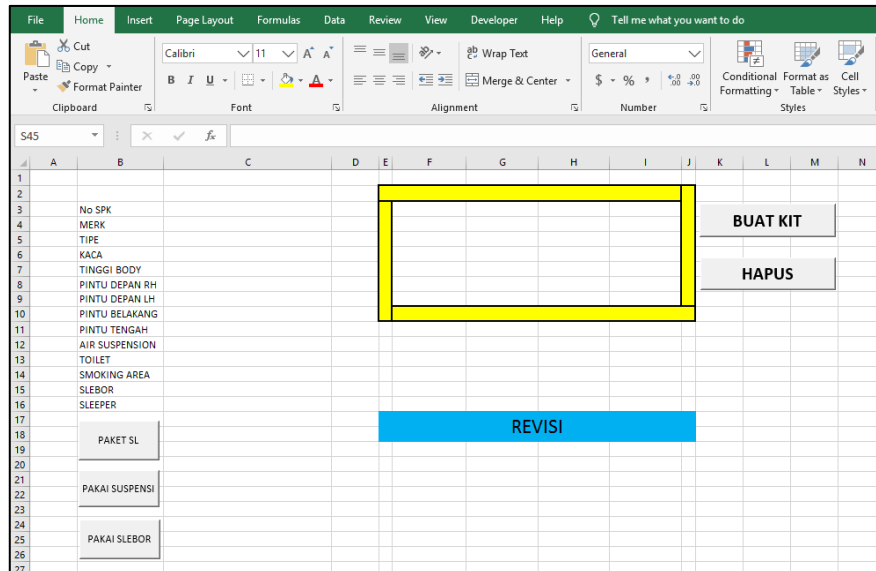 File Home Insert Page Layout Formulas Data Review View Developer Help Tell me what you want to do
Cut
Copy
Format Painter
Paste
Clipboard
Calibri 11
B I U
Font
Wrap Text
Merge & Center
Alignment
General
$ % ,
Number
Conditional Formatting
Format as Table
Cell Styles
Styles
S45 fx
A B C D E F G H I J K L M N
1
2
3 No SPK
4 MERK BUAT KIT
5 TIPE
6 KACA
7 TINGGI BODY HAPUS
8 PINTU DEPAN RH
9 PINTU DEPAN LH
10 PINTU BELAKANG
11 PINTU TENGAH
12 AIR SUSPENSION
13 TOILET
14 SMOKING AREA
15 SLEBOR
16 SLEEPER
17
18 PAKET SL REVISI
19
20
21
22 PAKAI SUSPENSI
23
24
25 PAKAI SLEBOR
26
27